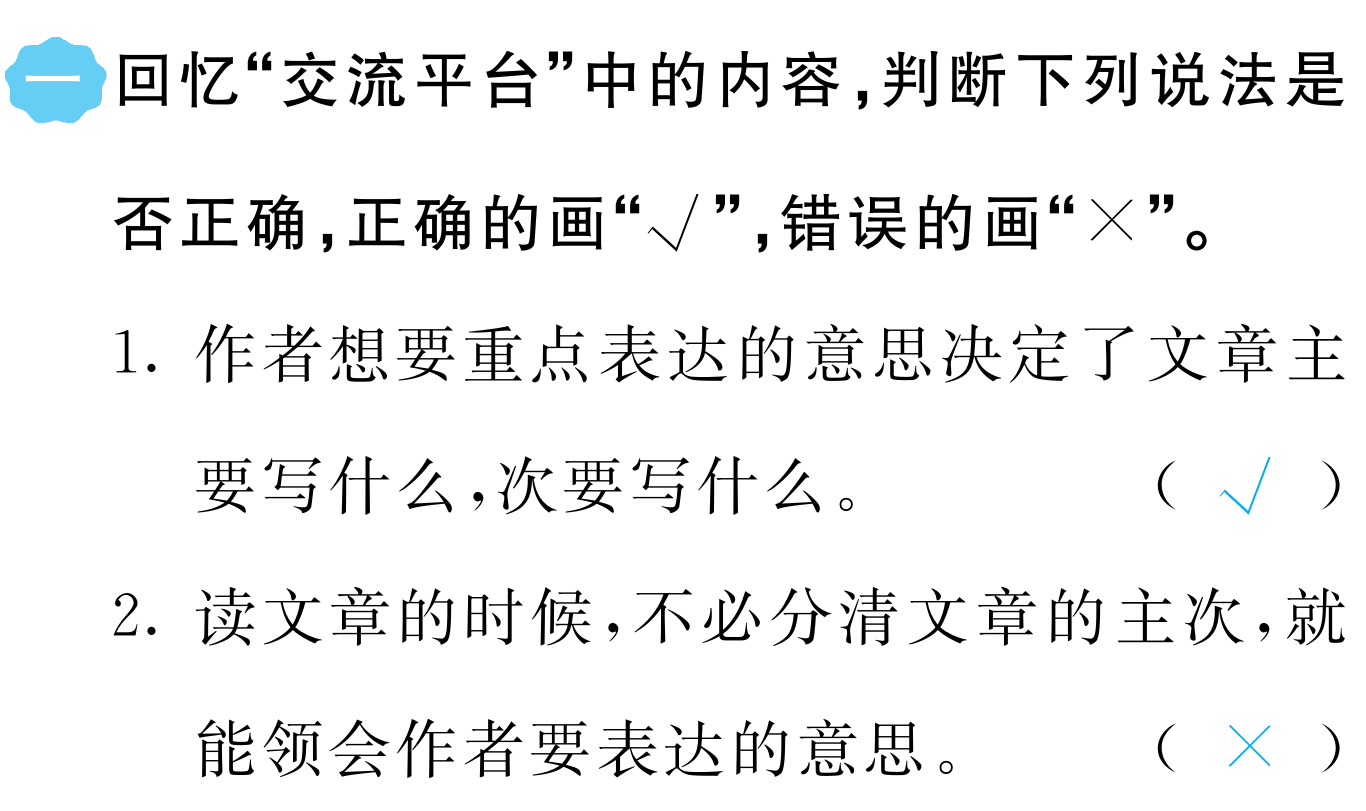 一 回忆“交流平台”中的内容,判断下列说法是
否正确,正确的画“√”,错误的画“×”。
1. 作者想要重点表达的意思决定了文章主
要写什么,次要写什么。 ( √ )
2. 读文章的时候,不必分清文章的主次,就
能领会作者要表达的意思。 ( × )